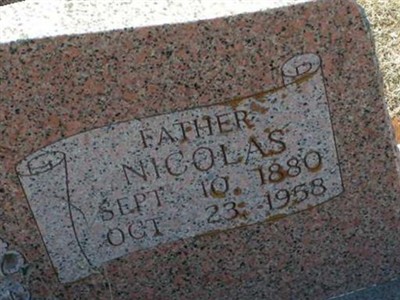 FATHER
NICOLAS
SEPT 10, 1880
OCT 23, 1958